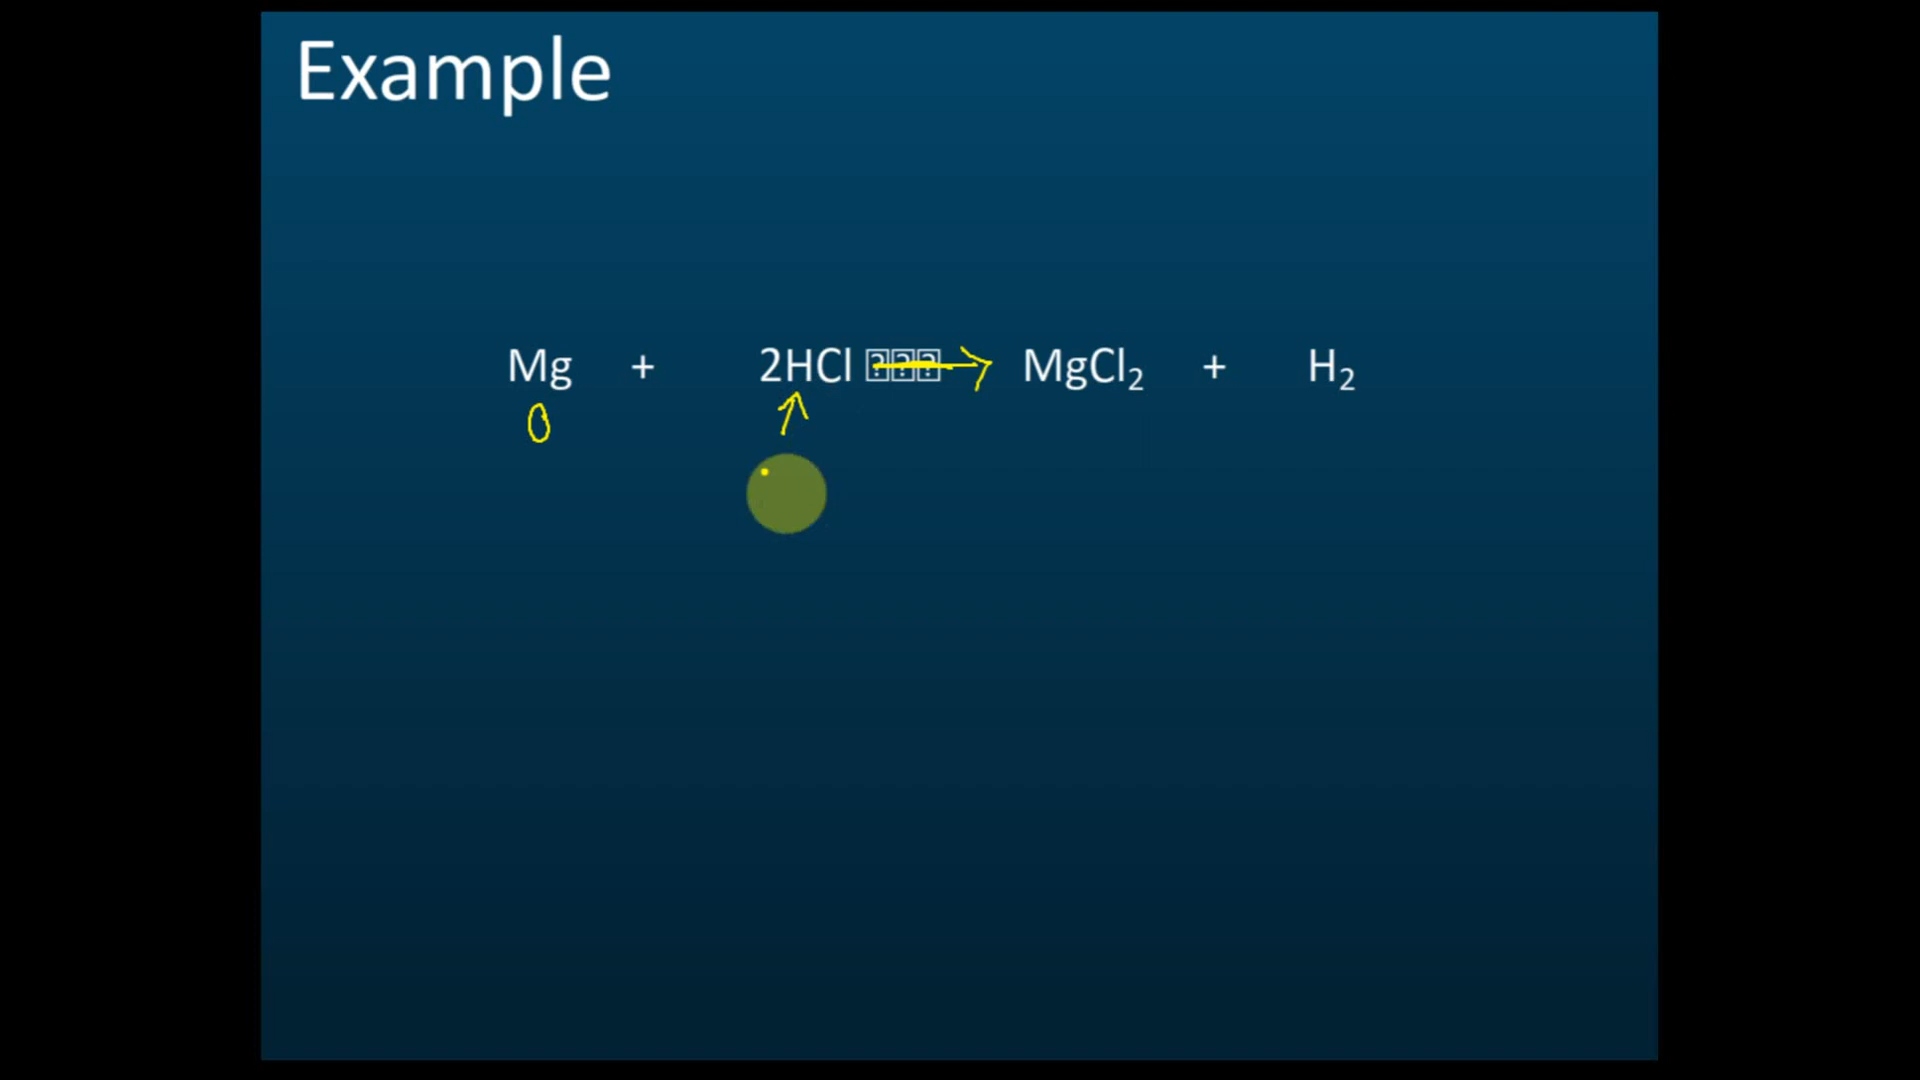 Example
Mg + 2HCl → MgCl₂ + H₂
0